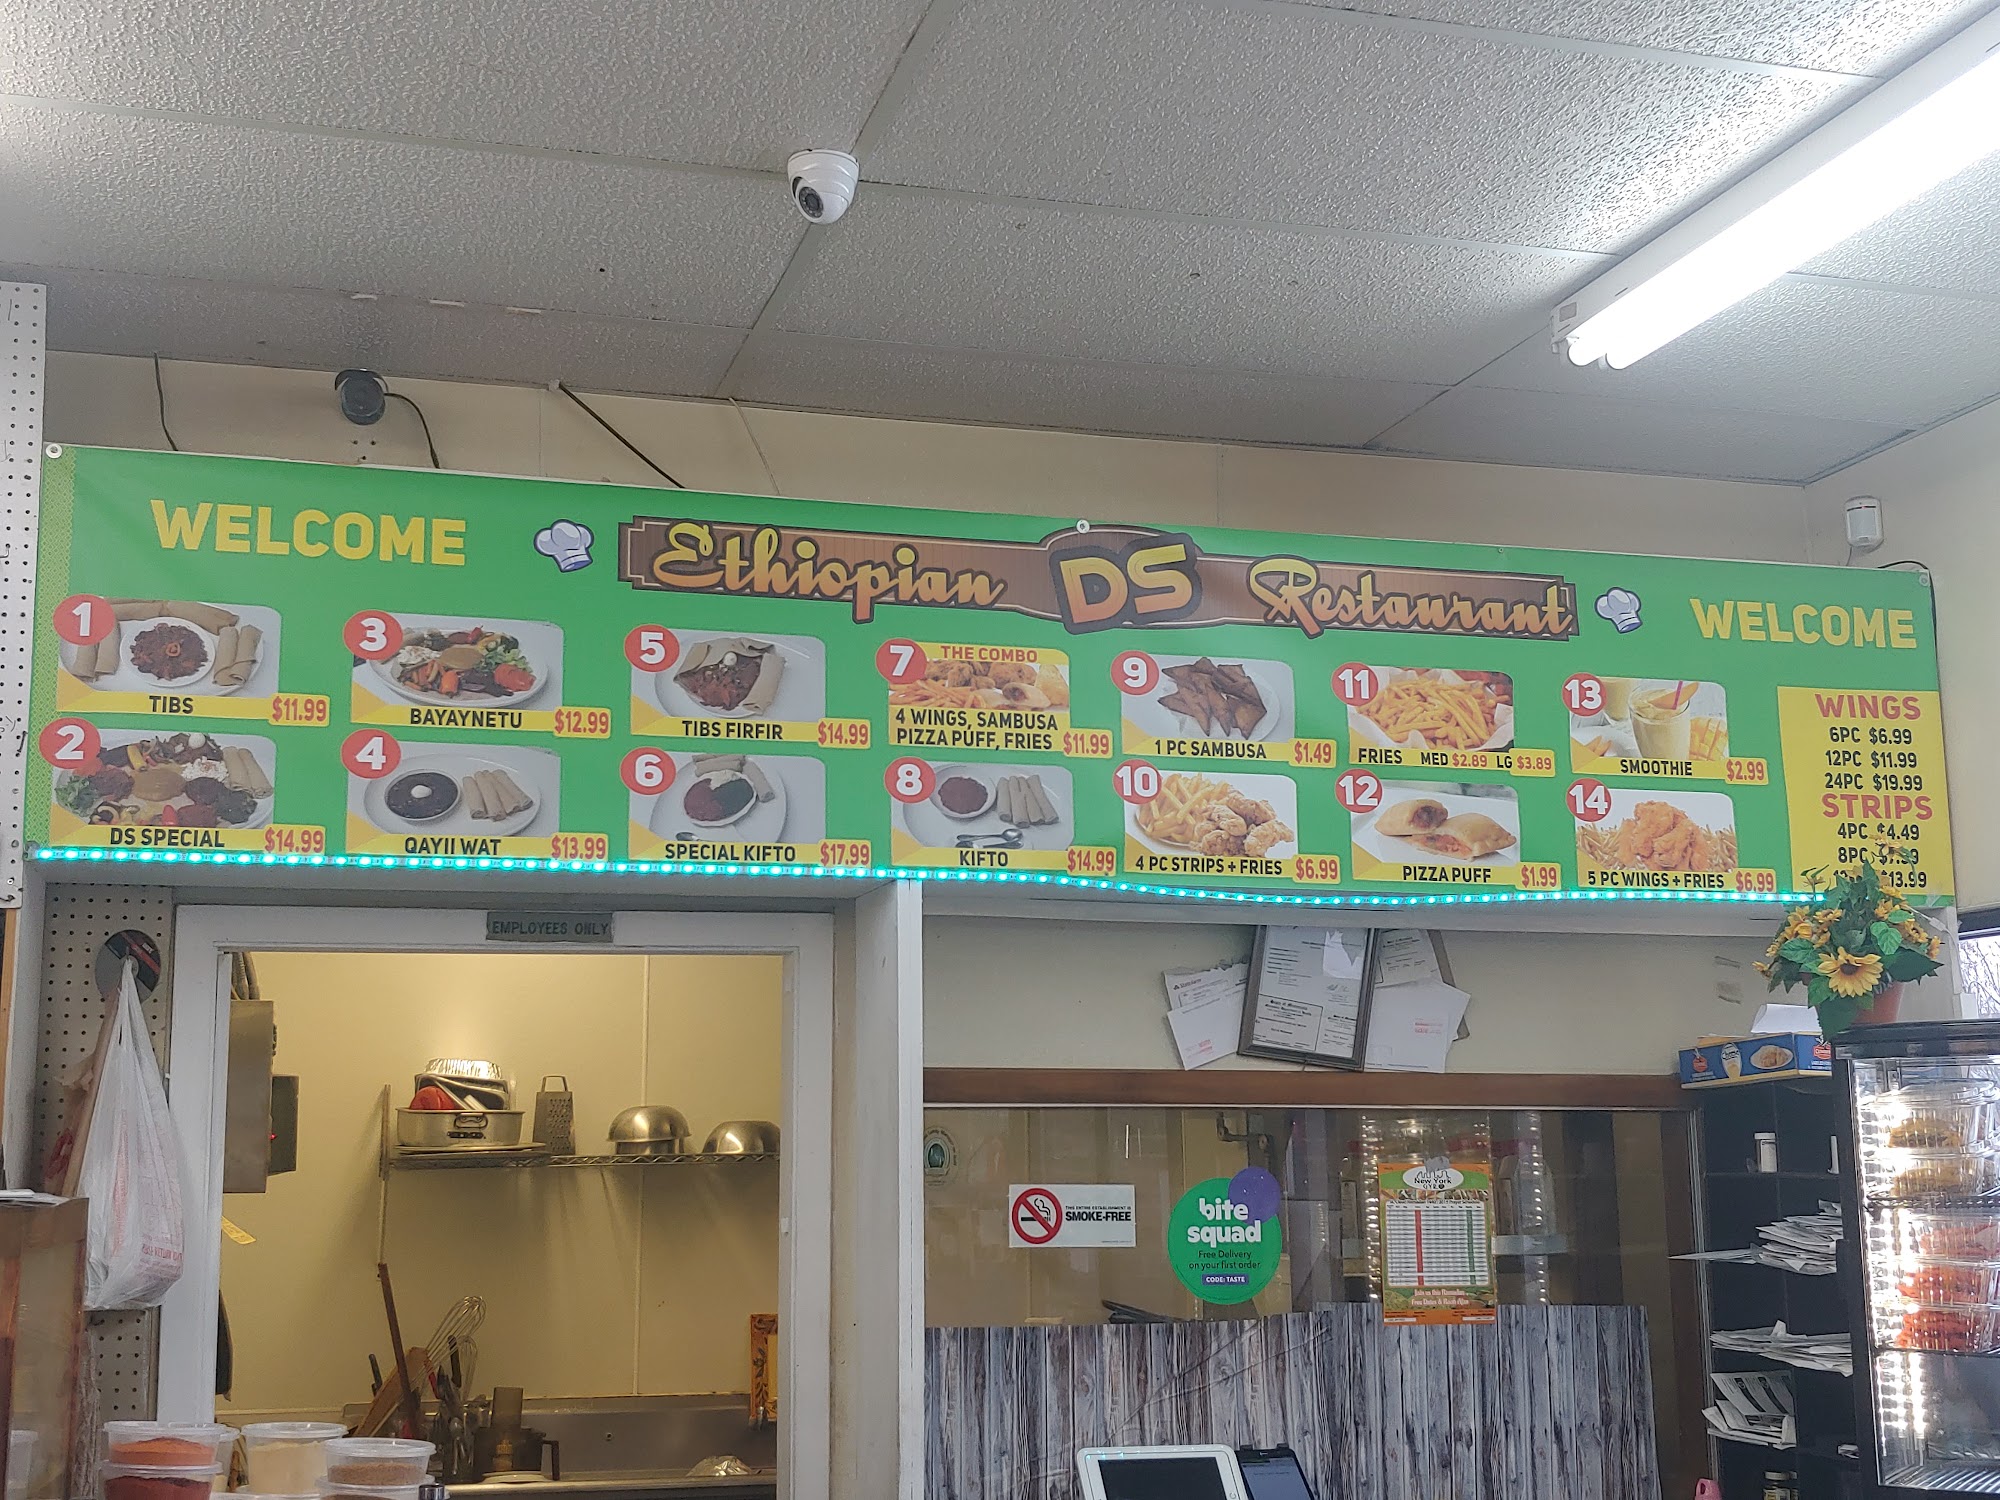 WELCOME
Ethiopian DS Restaurant
WELCOME
1
TIBS $11.99
2
DS SPECIAL $14.99
3
BAYAYNETU $12.99
4
QAYII WAT $13.99
5
TIBS FIRFIR $14.99
6
SPECIAL KIFTO $17.99
7
THE COMBO
4 WINGS, SAMBUSA
PIZZA PUFF, FRIES $11.99
8
KIFTO $14.99
9
1 PC SAMBUSA $1.49
10
4 PC STRIPS + FRIES $6.99
11
FRIES MED $2.89 LG $3.89
12
PIZZA PUFF $1.99
13
SMOOTHIE $2.99
14
5 PC WINGS + FRIES $6.99
WINGS
6PC $6.99
12PC $11.99
24PC $19.99
STRIPS
4PC $4.49
8PC
$13.99
EMPLOYEES ONLY
THIS ESTABLISHMENT IS
SMOKE-FREE
bite
squad
Free Delivery
on your first order
CODE: TASTE
New York